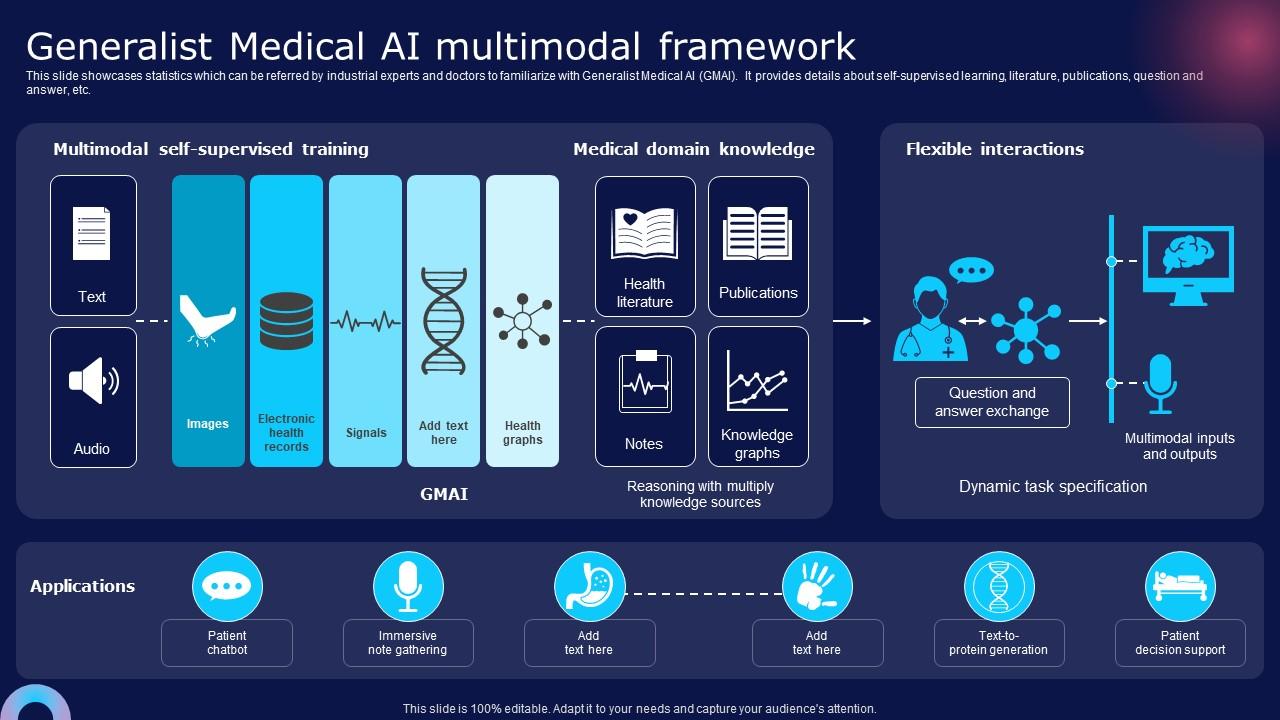 Generalist Medical AI multimodal framework
This slide showcases statistics which can be referred by industrial experts and doctors to familiarize with Generalist Medical AI (GMAI). It provides details about self-supervised learning, literature, publications, question and
answer, etc.
Multimodal self-supervised training
Text
Audio
Images
Electronic
health
records
Signals
Add text
here
Health
graphs
GMAI
Medical domain knowledge
Health
literature
Publications
Notes
Knowledge
graphs
Reasoning with multiply
knowledge sources
Flexible interactions
Question and
answer exchange
Multimodal inputs
and outputs
Dynamic task specification
Applications
Patient
chatbot
Immersive
note gathering
Add
text here
Add
text here
Text-to-
protein generation
Patient
decision support
This slide is 100% editable. Adapt it to your needs and capture your audience's attention.